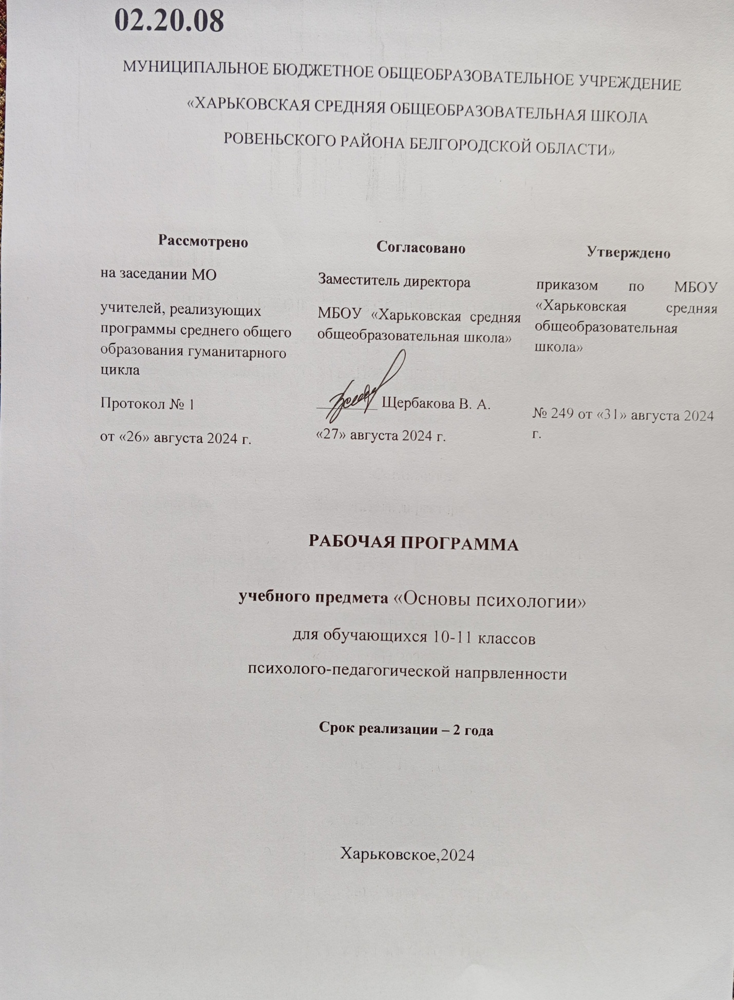 02.20.08
МУНИЦИПАЛЬНОЕ БЮДЖЕТНОЕ ОБЩЕОБРАЗОВАТЕЛЬНОЕ УЧРЕЖДЕНИЕ
«ХАРЬКОВСКАЯ СРЕДНЯЯ ОБЩЕОБРАЗОВАТЕЛЬНАЯ ШКОЛА
РОВЕНЬСКОГО РАЙОНА БЕЛГОРОДСКОЙ ОБЛАСТИ»
Рассмотрено
на заседании МО
учителей, реализующих
программы среднего общего
образования гуманитарного
цикла
Протокол № 1
от «26» августа 2024 г.
Согласовано
Заместитель директора
МБОУ «Харьковская средняя
общеобразовательная школа»
Щербакова В. А.
«27» августа 2024 г.
Утверждено
приказом по МБОУ
«Харьковская средняя
общеобразовательная
школа»
№ 249 от «31» августа 2024
г.
РАБОЧАЯ ПРОГРАММА
учебного предмета «Основы психологии»
для обучающихся 10-11 классов
психолого-педагогической напрвленности
Срок реализации – 2 года
Харьковское,2024